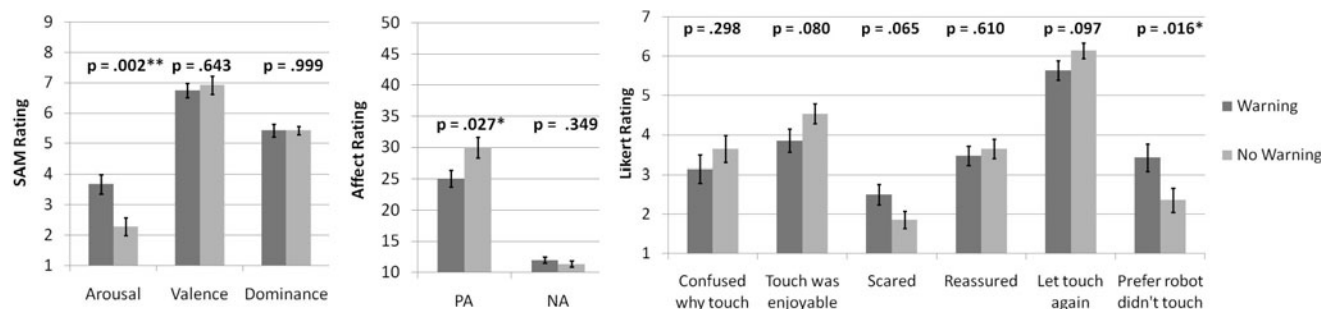 SAM Rating
9
8
7
6
5
4
3
2
1
p = .002** p = .643 p = .999
Arousal Valence Dominance
Affect Rating
50
45
40
35
30
25
20
15
10
p = .027* p = .349
PA NA
Likert Rating
7
6
5
4
3
2
1
p = .298 p = .080 p = .065 p = .610 p = .097 p = .016*
Confused Touch was Scared Reassured Let touch Prefer robot
why touch enjoyable again didn't touch
Warning
No Warning